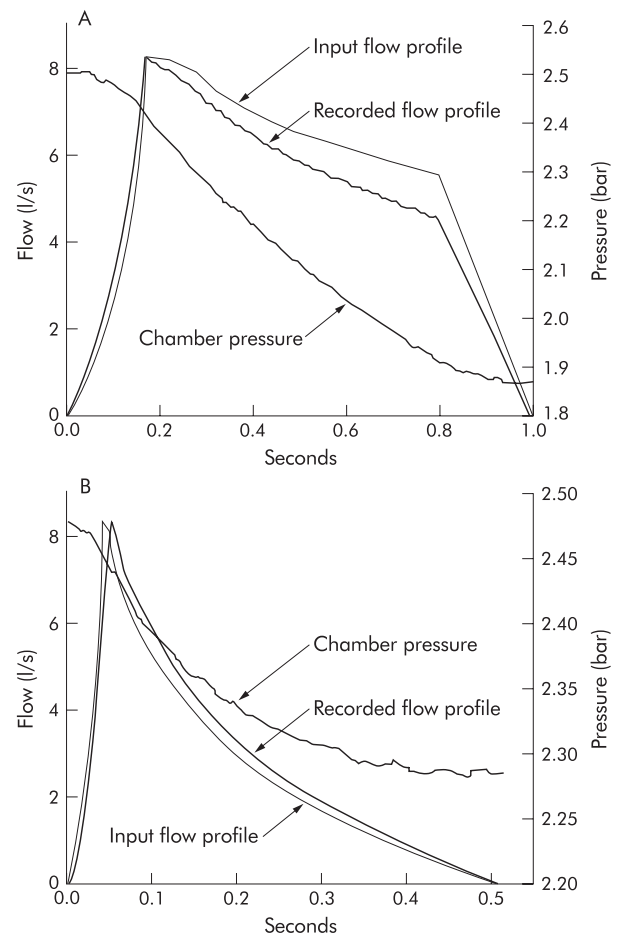 A
2.6
Input flow profile
8
2.5
Recorded flow profile
2.4
6
2.3
Flow (l/s)
Pressure (bar)
2.2
4
2.1
2
Chamber pressure
2.0
1.9
0
1.8
0.0
0.2
0.4
0.6
0.8
1.0
Seconds
B
2.50
8
2.45
6
2.40
Chamber pressure
Flow (l/s)
Pressure (bar)
2.35
4
Recorded flow profile
2.30
2
2.25
Input flow profile
0
2.20
0.0
0.1
0.2
0.3
0.4
0.5
Seconds